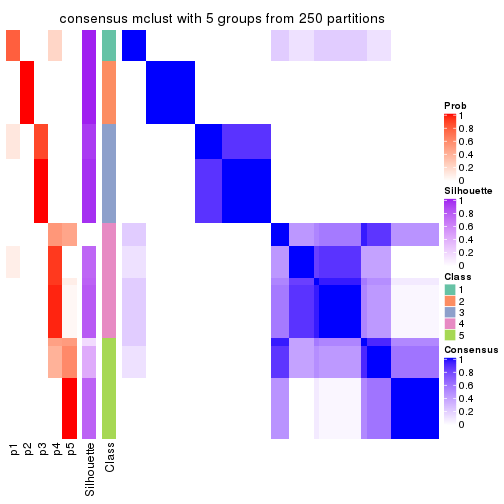 consensus mclust with 5 groups from 250 partitions
Prob
1
0.8
0.6
0.4
0.2
0
Silhouette
1
0.8
0.6
0.4
0.2
0
Class
1
2
3
4
5
Consensus
1
0.8
0.6
0.4
0.2
0
p1
p2
p3
p4
p5
Silhouette
Class